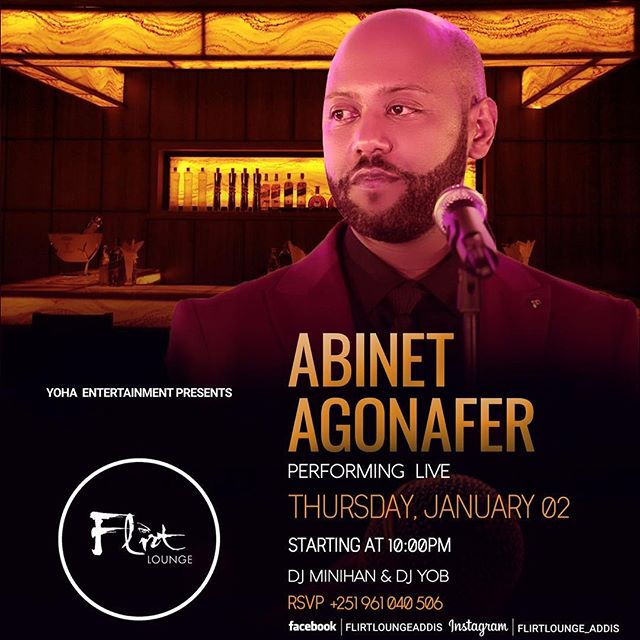 ABINET
AGONAFER
YOHA ENTERTAINMENT PRESENTS
PERFORMING LIVE
THURSDAY, JANUARY 02
STARTING AT 10:00PM
DJ MINIHAN & DJ YOB
RSVP +251 961 040 506
Flirt
LOUNGE
facebook | FLIRTLOUNGEADDIS Instagram | FLIRTLOUNGE_ADDIS